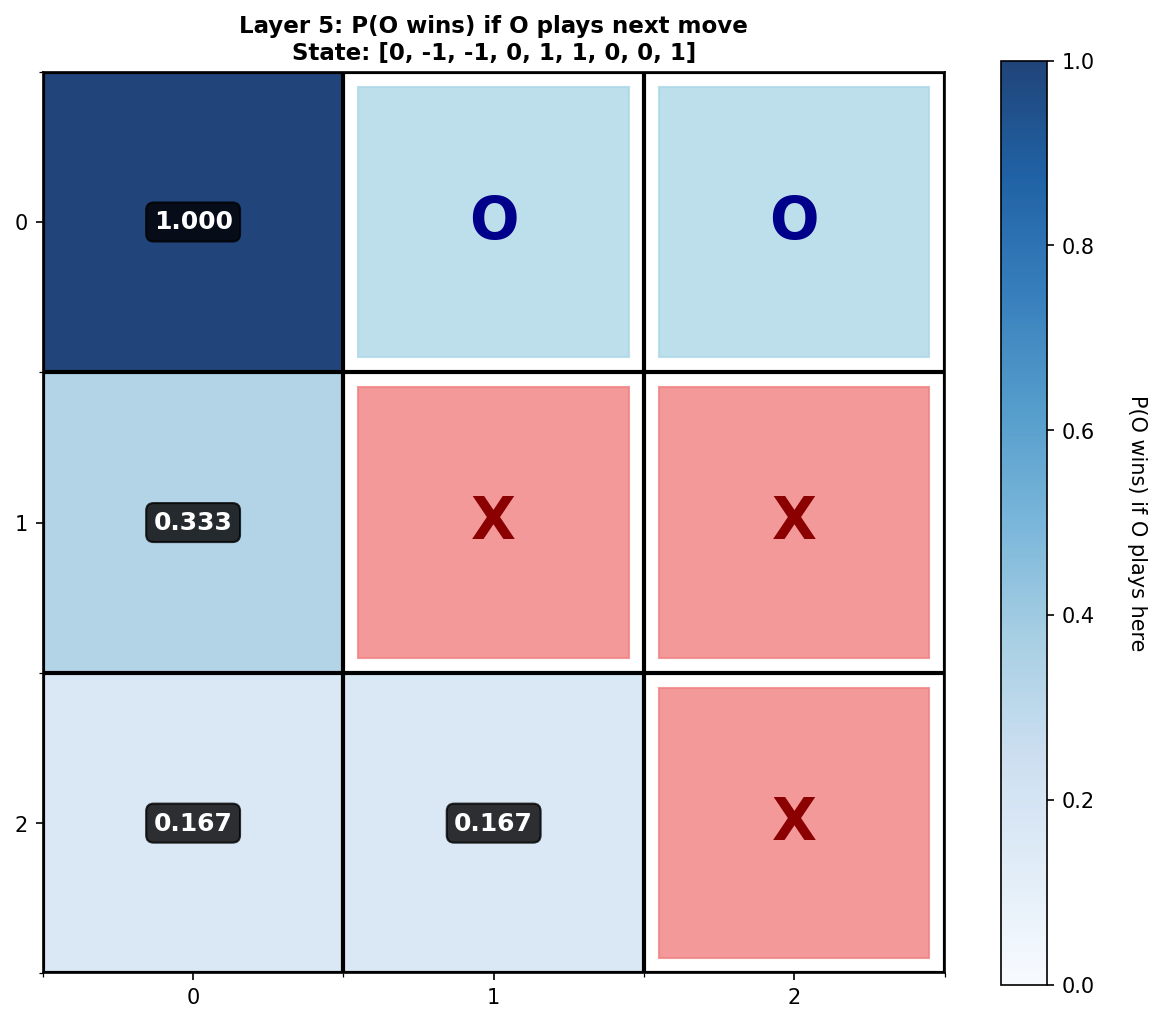 Layer 5: P(O wins) if O plays next move
State: [0, -1, -1, 0, 1, 1, 0, 0, 1]
0
1.000
O
O
1
0.333
X
X
2
0.167
0.167
X
0
1
2
1.0
0.8
0.6
0.4
0.2
0.0
P(O wins) if O plays here